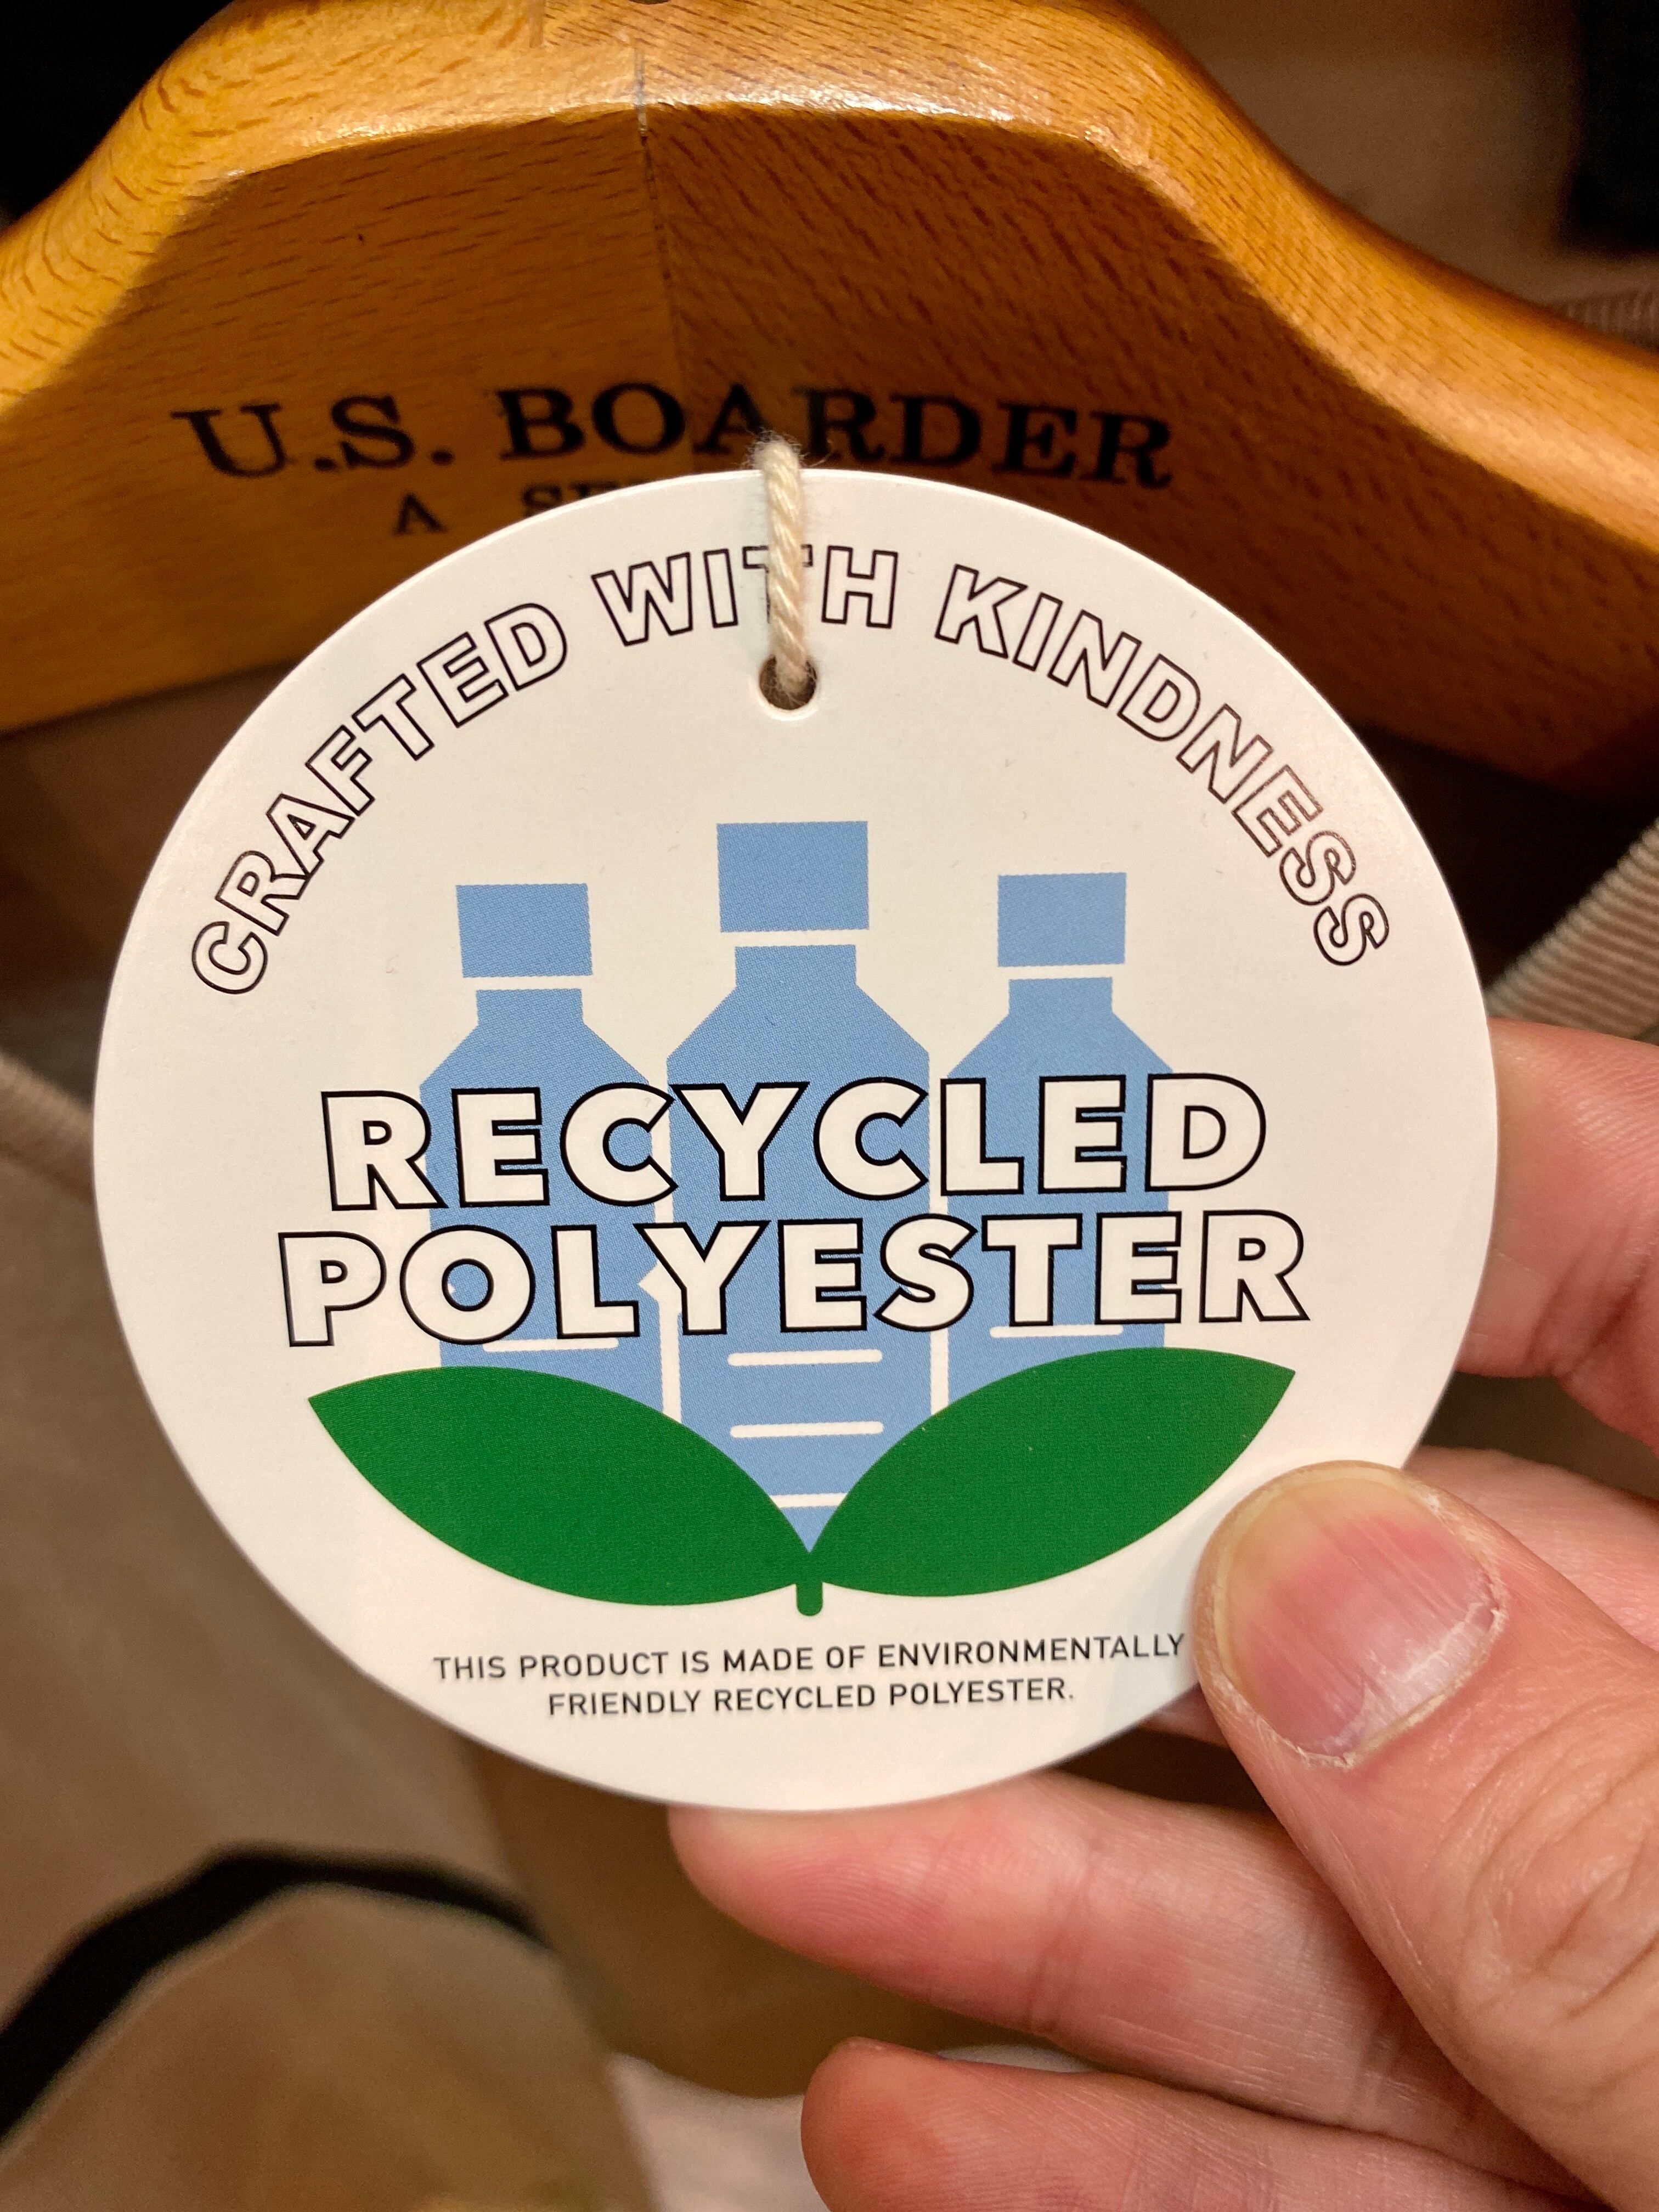 U.S. BOARDER
A
CRAFTED WITH KINDNESS
RECYCLED
POLYESTER
THIS PRODUCT IS MADE OF ENVIRONMENTALLY
FRIENDLY RECYCLED POLYESTER.